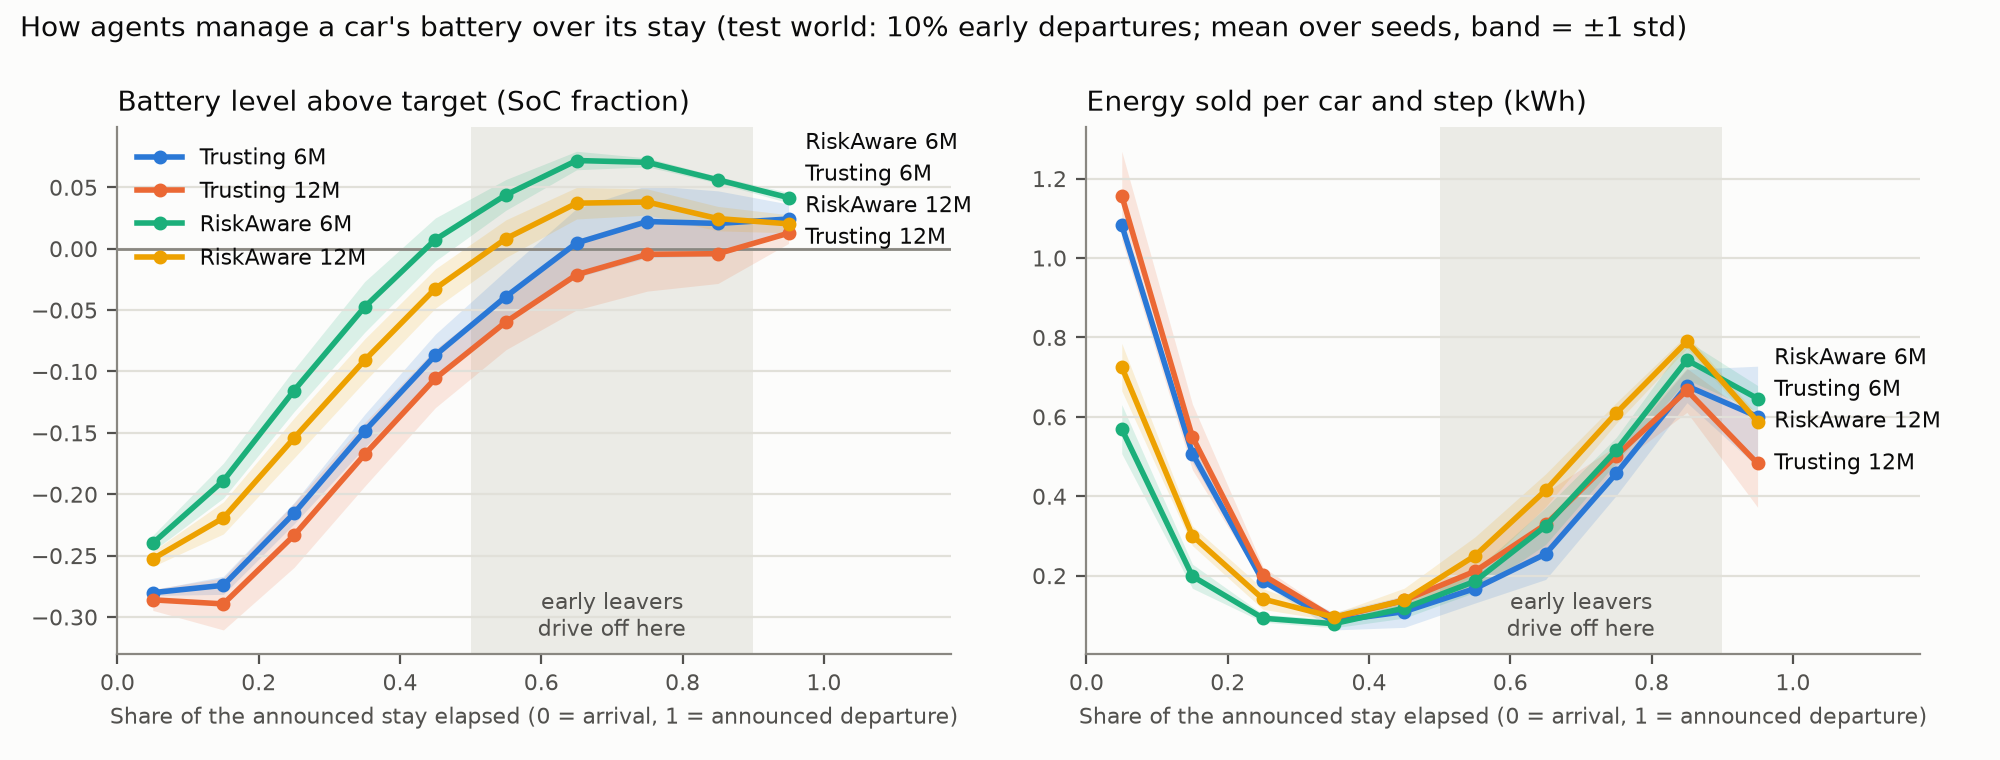 How agents manage a car's battery over its stay (test world: 10% early departures; mean over seeds, band = ±1 std)
Battery level above target (SoC fraction)
Trusting 6M
Trusting 12M
RiskAware 6M
RiskAware 12M
RiskAware 6M
Trusting 6M
RiskAware 12M
Trusting 12M
0.05
0.00
−0.05
−0.10
−0.15
−0.20
−0.25
−0.30
early leavers
drive off here
0.0 0.2 0.4 0.6 0.8 1.0
Share of the announced stay elapsed (0 = arrival, 1 = announced departure)
Energy sold per car and step (kWh)
1.2
1.0
0.8
0.6
0.4
0.2
RiskAware 6M
Trusting 6M
RiskAware 12M
Trusting 12M
early leavers
drive off here
0.0 0.2 0.4 0.6 0.8 1.0
Share of the announced stay elapsed (0 = arrival, 1 = announced departure)